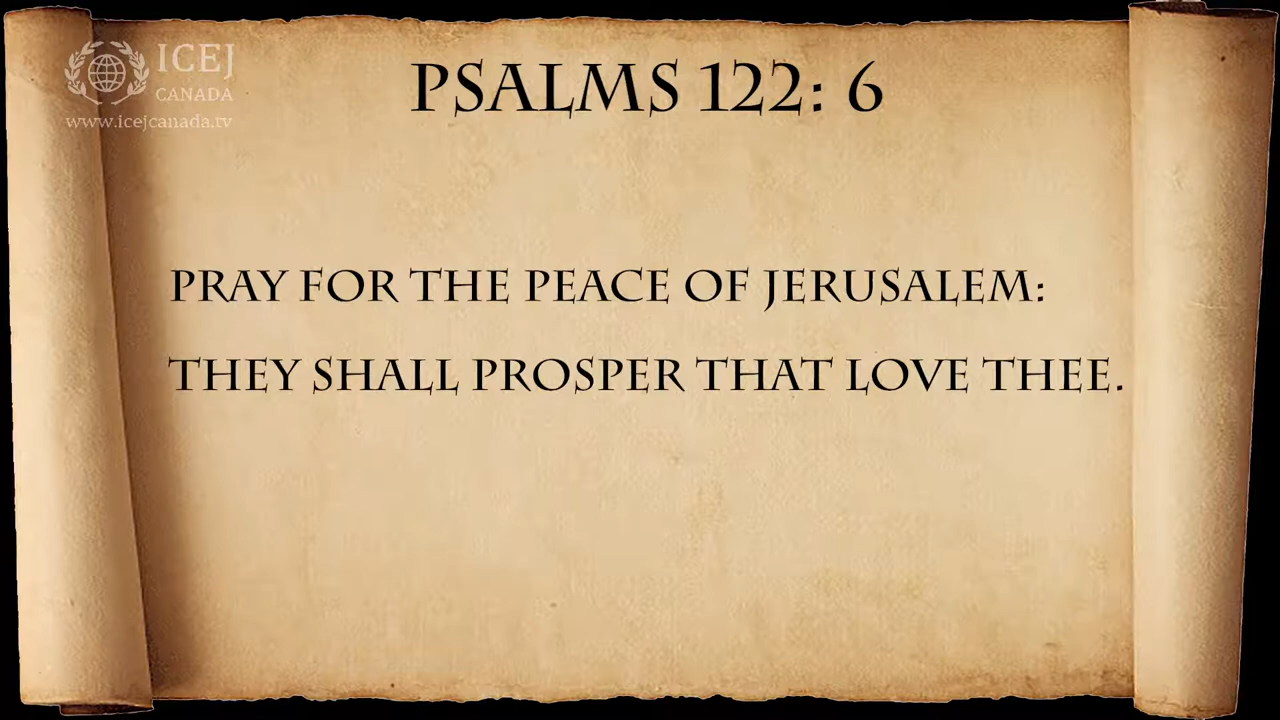 ICEJ
CANADA
www.icejcanada.tv
PSALMS 122: 6
PRAY FOR THE PEACE OF JERUSALEM:
THEY SHALL PROSPER THAT LOVE THEE.